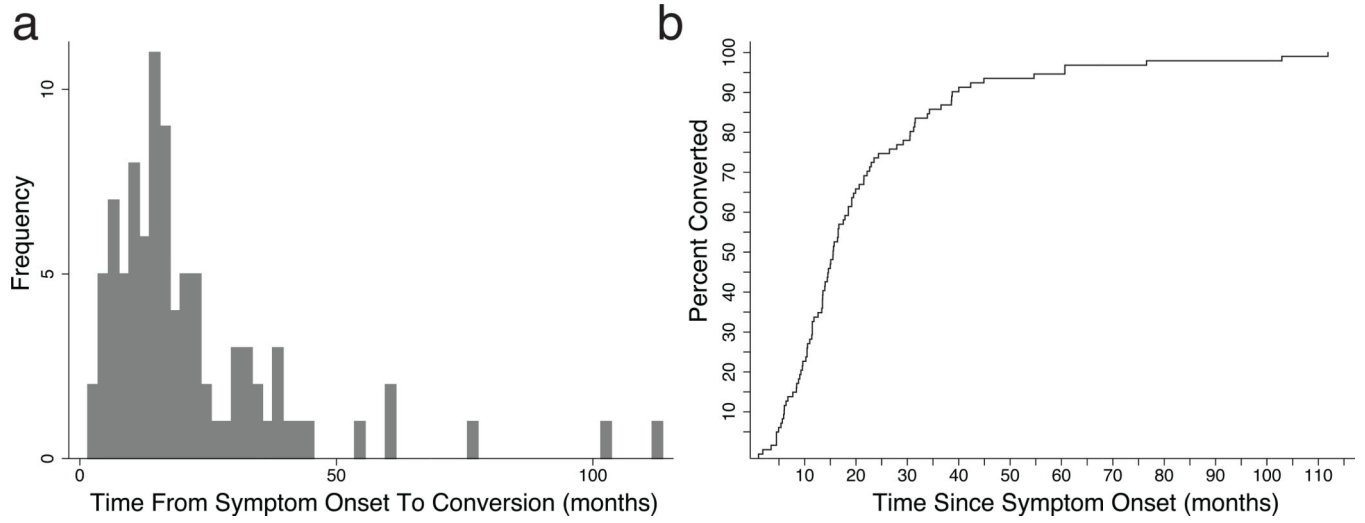 a
Frequency
10
5
0
0 50 100
Time From Symptom Onset To Conversion (months)
b
Percent Converted
100
90
80
70
60
50
40
30
20
10
10 20 30 40 50 60 70 80 90 100 110
Time Since Symptom Onset (months)